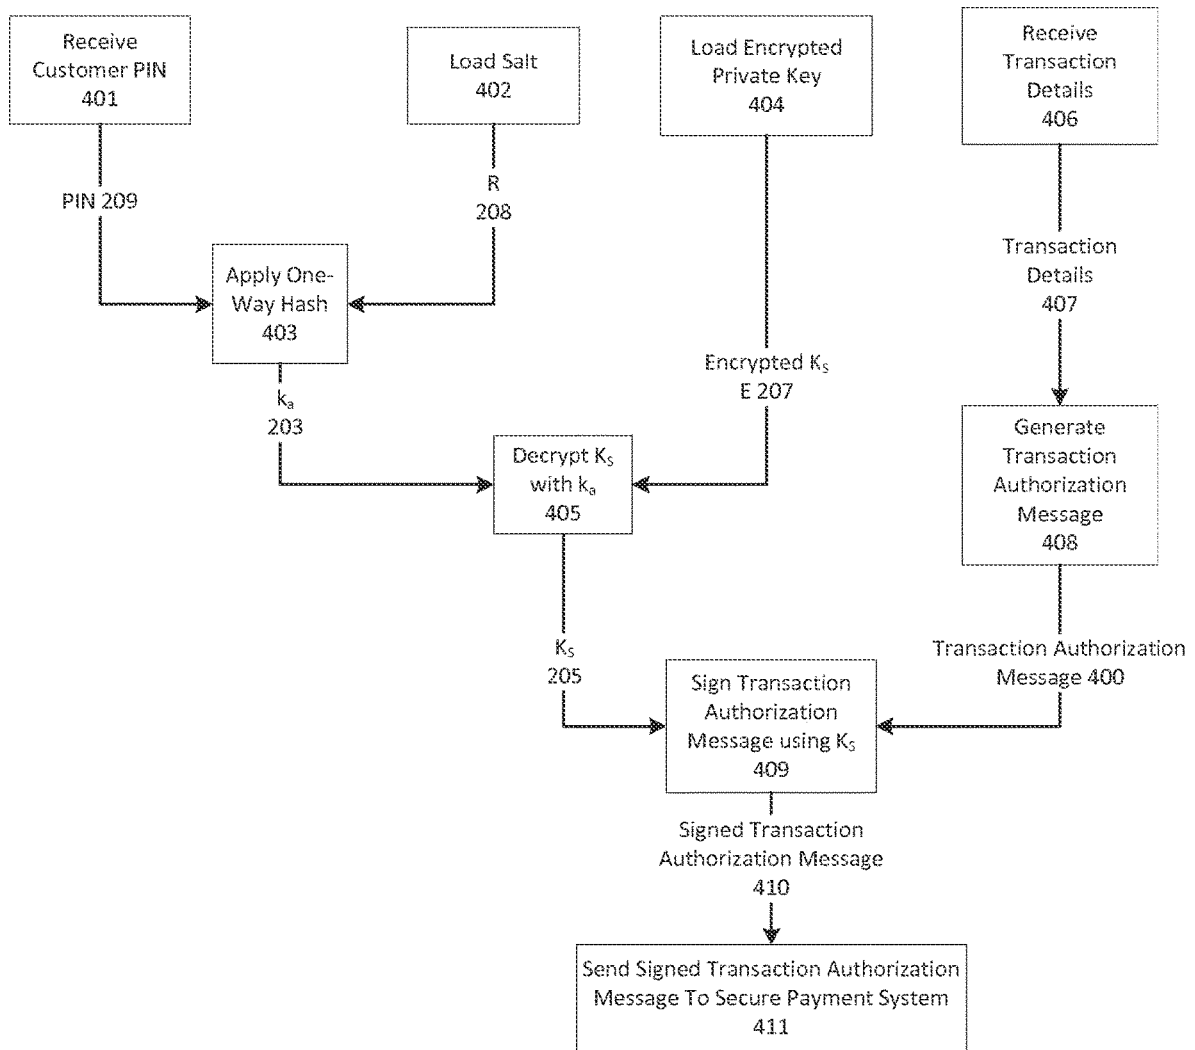 Receive
Customer PIN
401
Load Salt
402
Load Encrypted
Private Key
404
Receive
Transaction
Details
406
PIN 209
R
208
Transaction
Details
407
Apply One-
Way Hash
403
Encrypted Kₛ
E 207
kₐ
203
Decrypt Kₛ
with kₐ
405
Generate
Transaction
Authorization
Message
408
Kₛ
205
Transaction Authorization
Message 400
Sign Transaction
Authorization
Message using Kₛ
409
Signed Transaction
Authorization Message
410
Send Signed Transaction Authorization
Message To Secure Payment System
411